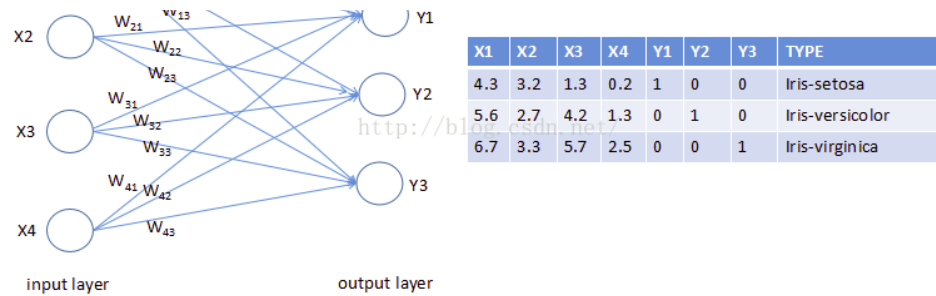 W13
W21
X2
Y1
W22
W23
W31
X3
W32
Y2
W33
W41
W42
Y3
X4
W43
input layer
output layer
X1 X2 X3 X4 Y1 Y2 Y3 TYPE
4.3 3.2 1.3 0.2 1 0 0 Iris-setosa
5.6 2.7 4.2 1.3 0 1 0 Iris-versicolor
6.7 3.3 5.7 2.5 0 0 1 Iris-virginica
http://blog.csdn.net/